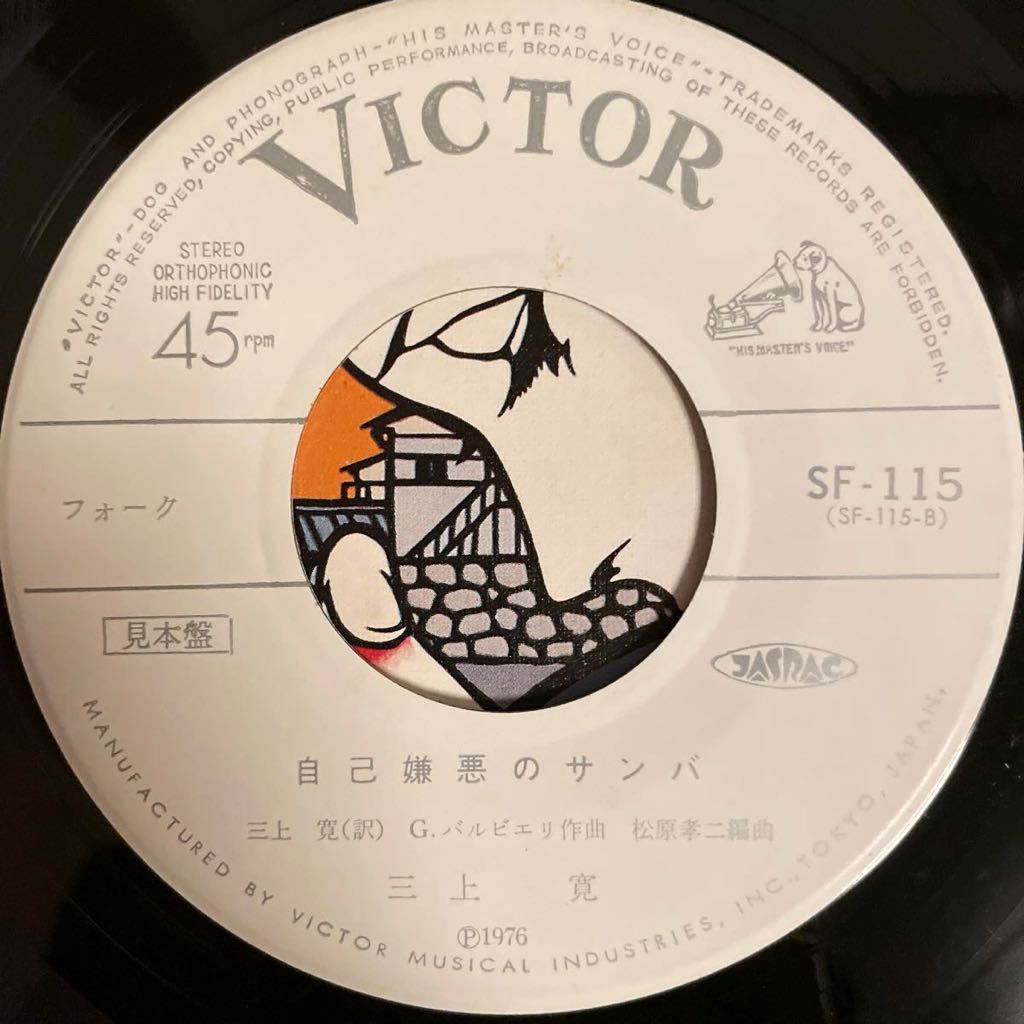 "VICTOR"-DOG AND PHONOGRAPH-"HIS MASTER'S VOICE"-TRADEMARKS REGISTERED.
ALL RIGHTS RESERVED, COPYING, PUBLIC PERFORMANCE, BROADCASTING OF THESE RECORDS ARE FORBIDDEN.
VICTOR
STEREO
ORTHOPHONIC
HIGH FIDELITY
45rpm
"HIS MASTER'S VOICE"
フォーク
SF-115
(SF-115-B)
見本盤
JASRAC
自己嫌悪のサンバ
三上 寛(訳) G.バルビエリ作曲 松原孝二編曲
三上 寛
Ⓟ1976
MANUFACTURED BY VICTOR MUSICAL INDUSTRIES, INC., TOKYO, JAPAN.